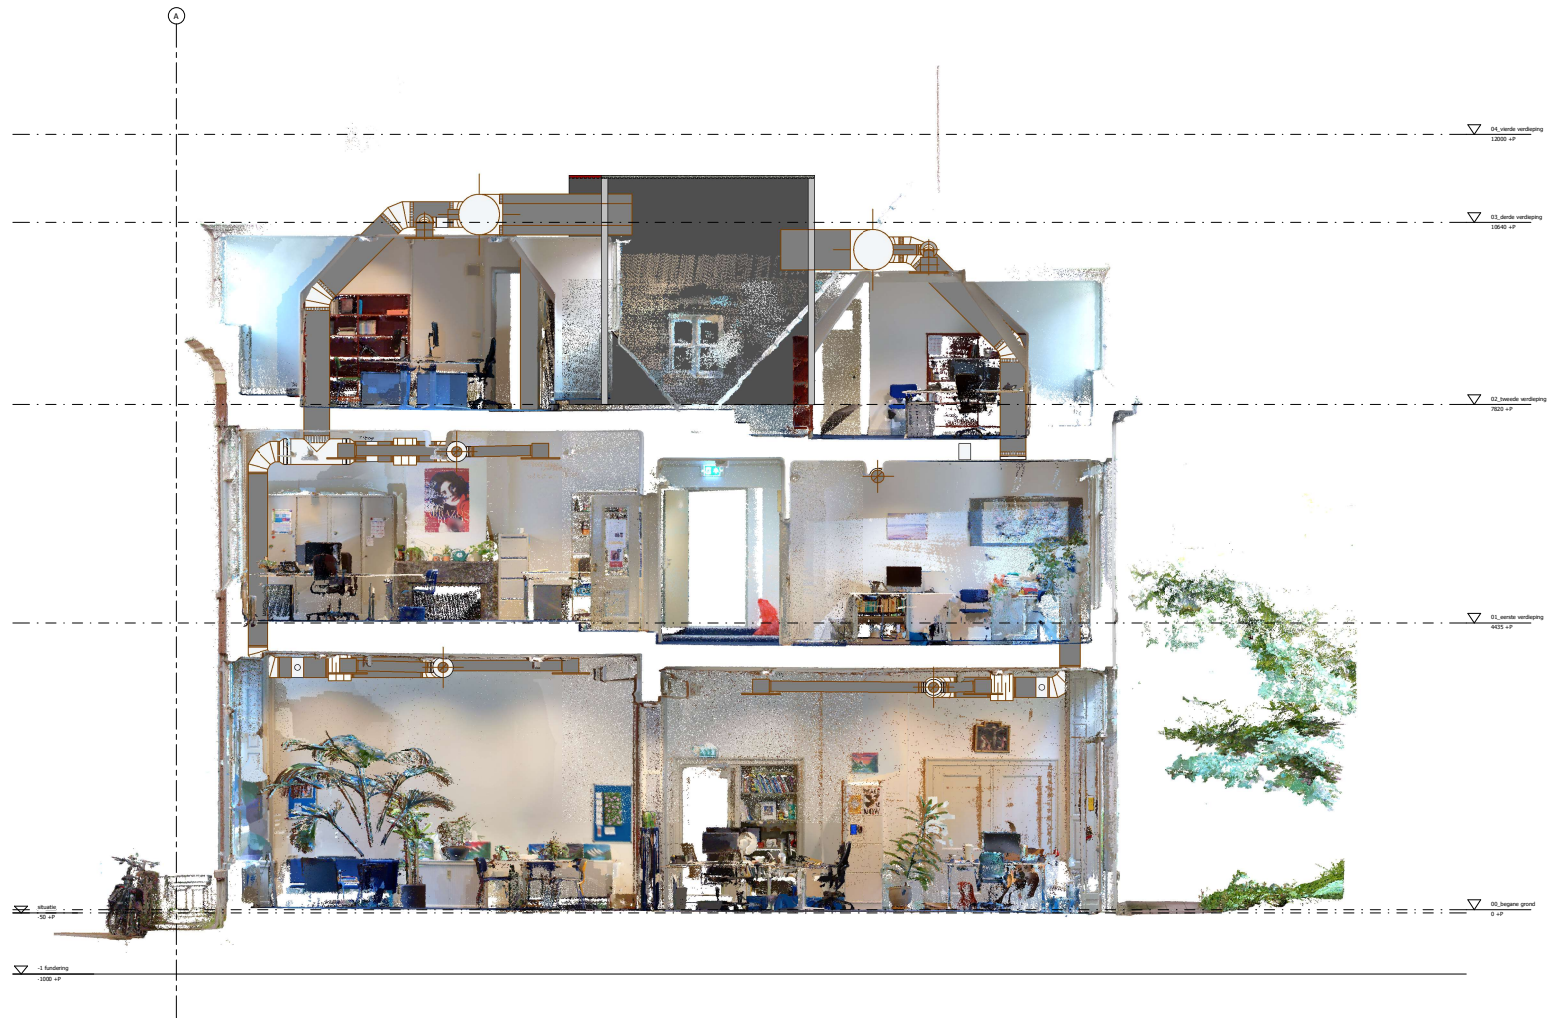 A
04_vierde verdieping
12000 +P
03_derde verdieping
10640 +P
02_tweede verdieping
7820 +P
01_eerste verdieping
4435 +P
situatie
-50 +P
00_begane grond
0 +P
-1 fundering
-1000 +P